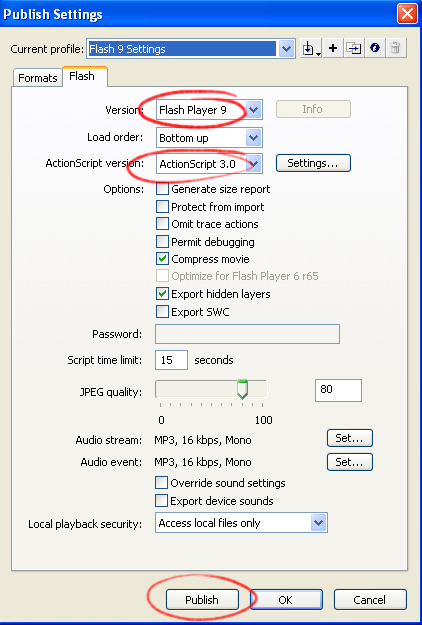 Publish Settings
Current profile: Flash 9 Settings
Formats Flash
Version: Flash Player 9 Info
Load order: Bottom up
ActionScript version: ActionScript 3.0 Settings...
Options: Generate size report
Protect from import
Omit trace actions
Permit debugging
Compress movie
Optimize for Flash Player 6 r65
Export hidden layers
Export SWC
Password:
Script time limit: 15 seconds
JPEG quality: 80
0 100
Audio stream: MP3, 16 kbps, Mono Set...
Audio event: MP3, 16 kbps, Mono Set...
Override sound settings
Export device sounds
Local playback security: Access local files only
Publish OK Cancel